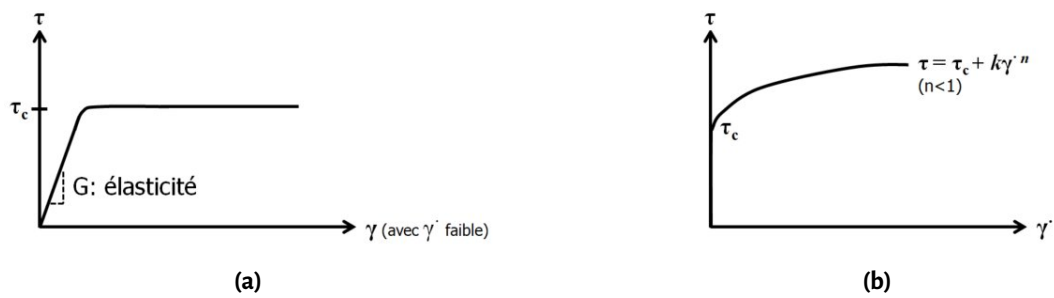 τ
τc
G: élasticité
γ (avec γ˙ faible)
(a)
τ
τ = τc + kγ˙ n
(n<1)
τc
γ˙
(b)